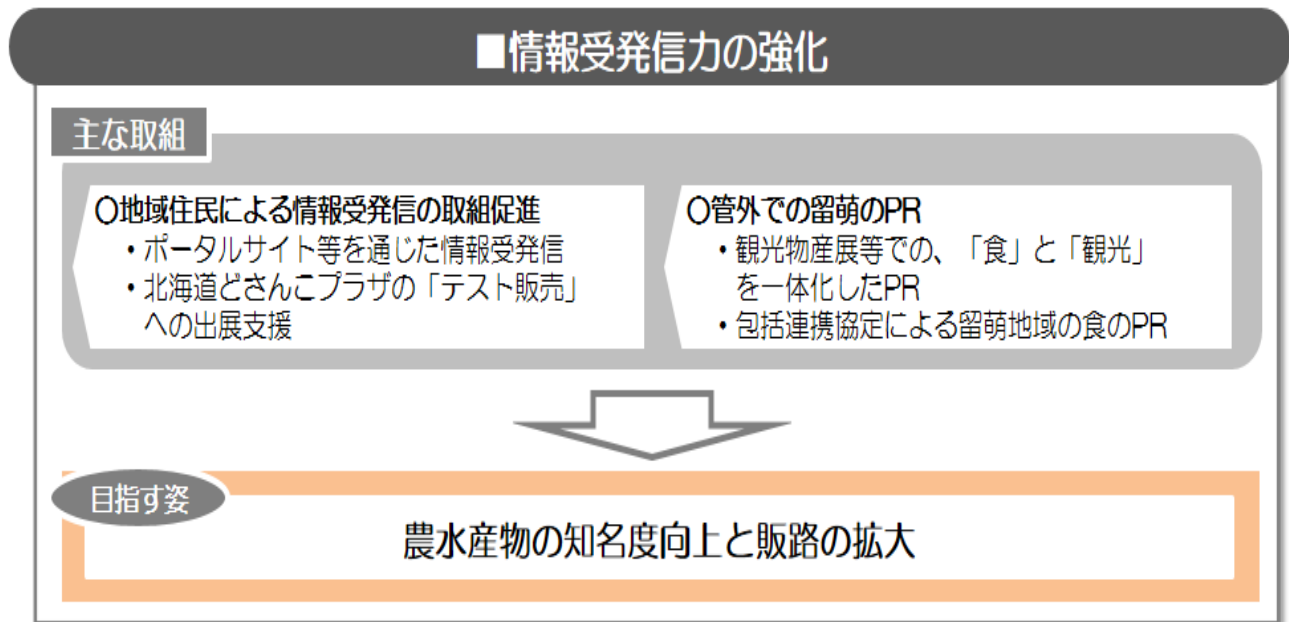 ■情報受発信力の強化
主な取組
○地域住民による情報受発信の取組促進
・ポータルサイト等を通じた情報受発信
・北海道どさんこプラザの「テスト販売」
への出展支援
○管外での留萌のPR
・観光物産展等での、「食」と「観光」
を一体化したPR
・包括連携協定による留萌地域の食のPR
目指す姿
農水産物の知名度向上と販路の拡大